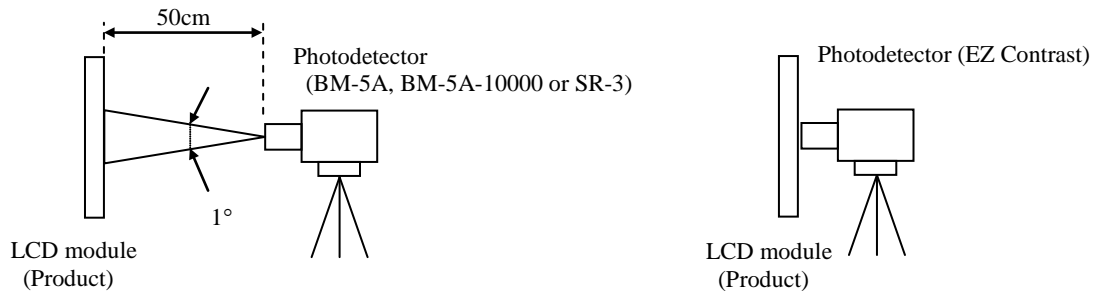 50cm
Photodetector
(BM-5A, BM-5A-10000 or SR-3)
1°
LCD module
(Product)
Photodetector (EZ Contrast)
LCD module
(Product)